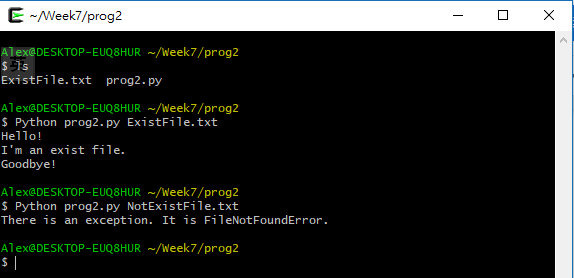 ~/Week7/prog2
Alex@DESKTOP-EUQ8HUR ~/Week7/prog2
$ ls
ExistFile.txt  prog2.py
Alex@DESKTOP-EUQ8HUR ~/Week7/prog2
$ Python prog2.py ExistFile.txt
Hello!
I'm an exist file.
Goodbye!
Alex@DESKTOP-EUQ8HUR ~/Week7/prog2
$ Python prog2.py NotExistFile.txt
There is an exception. It is FileNotFoundError.
Alex@DESKTOP-EUQ8HUR ~/Week7/prog2
$